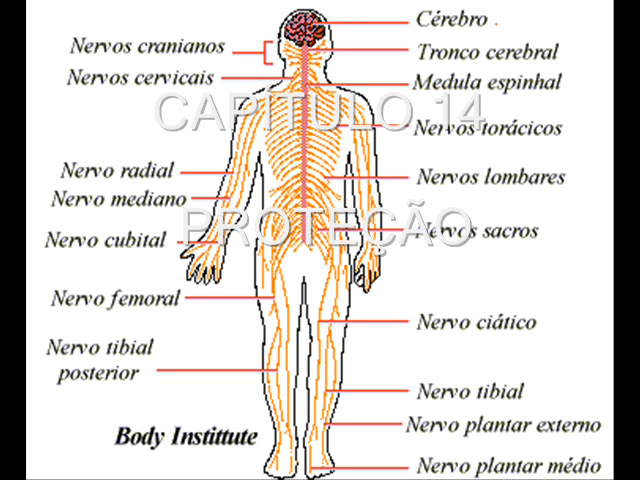 Cérebro
Nervos cranianos
Tronco cerebral
Nervos cervicais
Medula espinhal
CAPITULO 14
Nervos torácicos
Nervo radial
Nervos lombares
Nervo mediano
PROTEÇÃO
Nervos sacros
Nervo cubital
Nervo femoral
Nervo ciático
Nervo tibial
posterior
Nervo tibial
Nervo plantar externo
Body Instittute
Nervo plantar médio